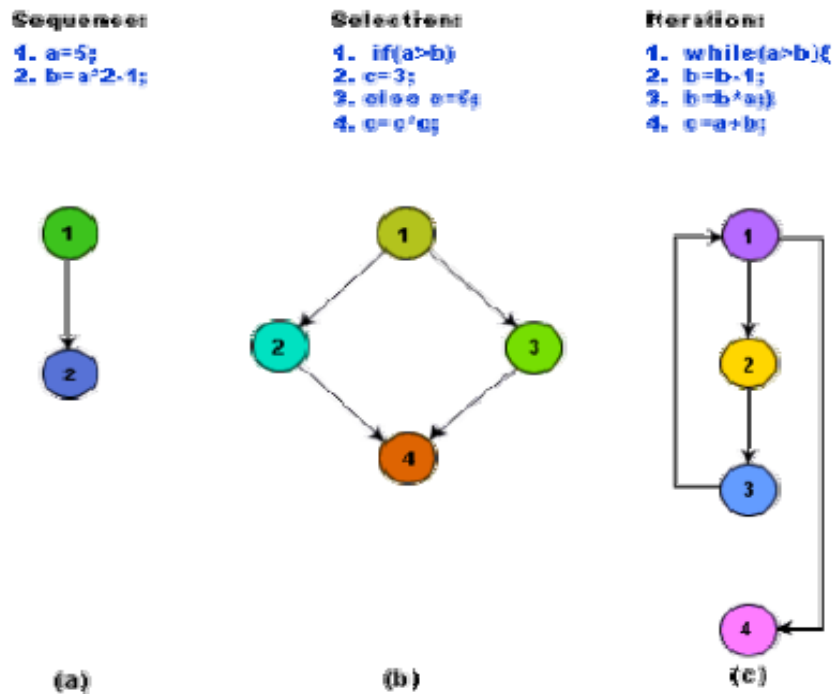 Sequence:
1. a=5;
2. b=a*2-1;
Selection:
1. if(a>b)
2. c=3;
3. else c=5;
4. c=c*c;
Iteration:
1. while(a>b){
2. b=b-1;
3. b=b*a;}
4. c=a+b;
1
2
1
2
3
4
1
2
3
4
(a)
(b)
(c)